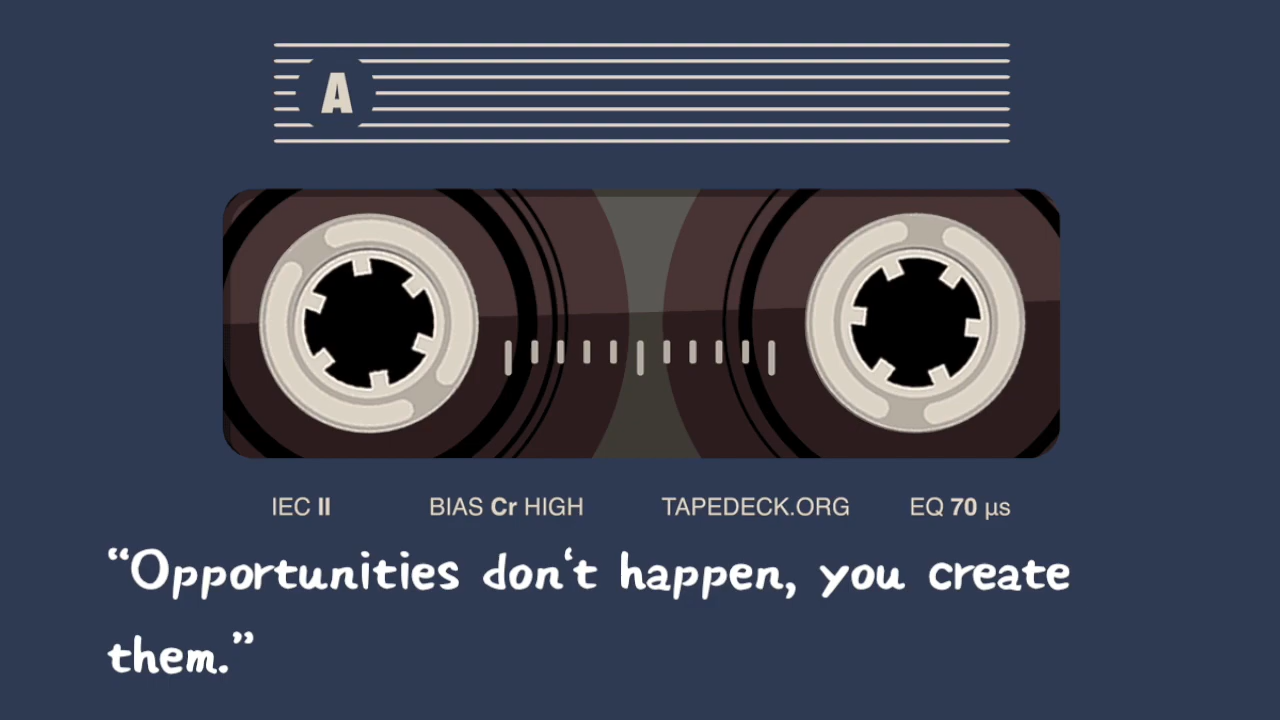 A
IEC II BIAS Cr HIGH TAPEDECK.ORG EQ 70 µs
“Opportunities don‘t happen, you create
them.”